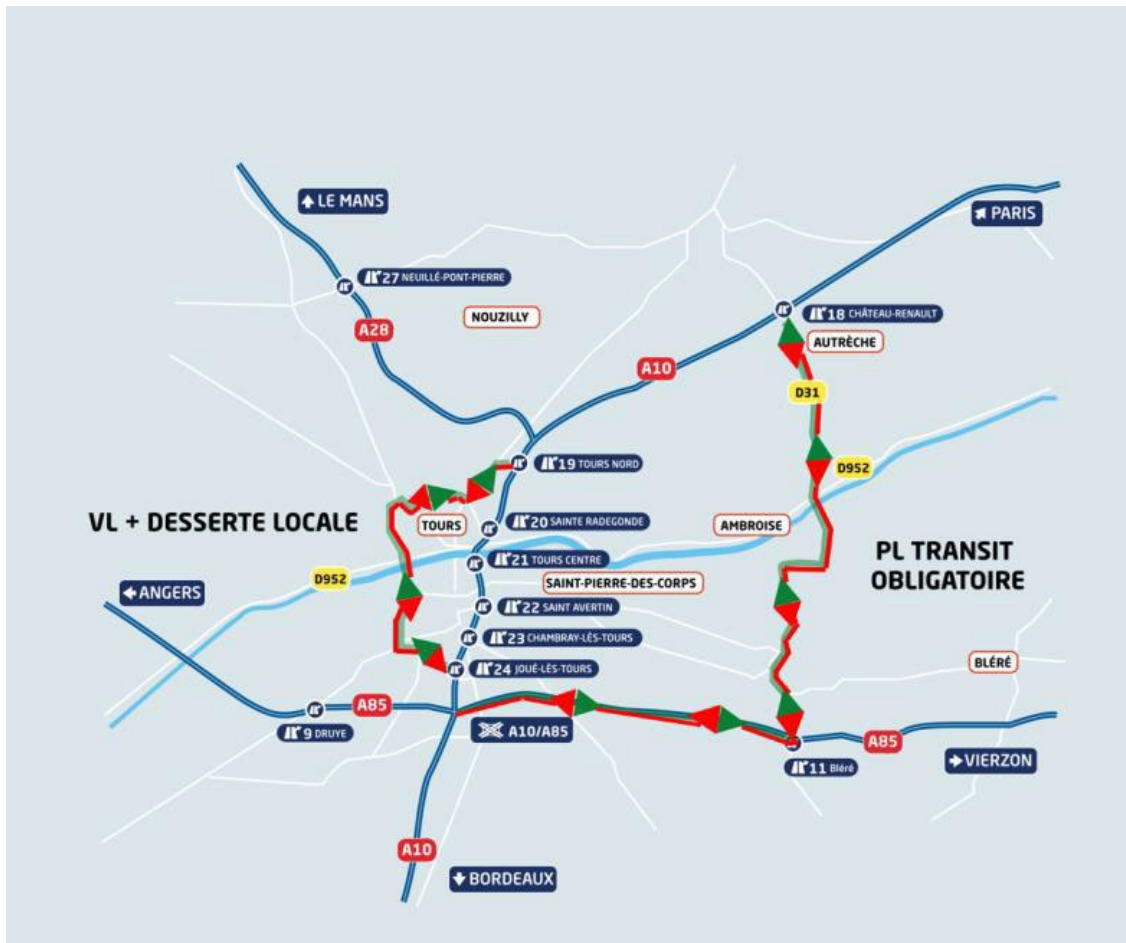 LE MANS
PARIS
27 NEUILLÉ-PONT-PIERRE
NOUZILLY
18 CHÂTEAU-RENAULT
A28
AUTRÈCHE
A10
D31
19 TOURS NORD
D952
VL + DESSERTE LOCALE
TOURS
20 SAINTE RADEGONDE
AMBROISE
PL TRANSIT
OBLIGATOIRE
21 TOURS CENTRE
D952
SAINT-PIERRE-DES-CORPS
ANGERS
22 SAINT AVERTIN
23 CHAMBRAY-LÈS-TOURS
24 JOUÉ-LÈS-TOURS
BLÉRÉ
A85
9 DRUYE
A10/A85
A85
11 Bléré
VIERZON
A10
BORDEAUX